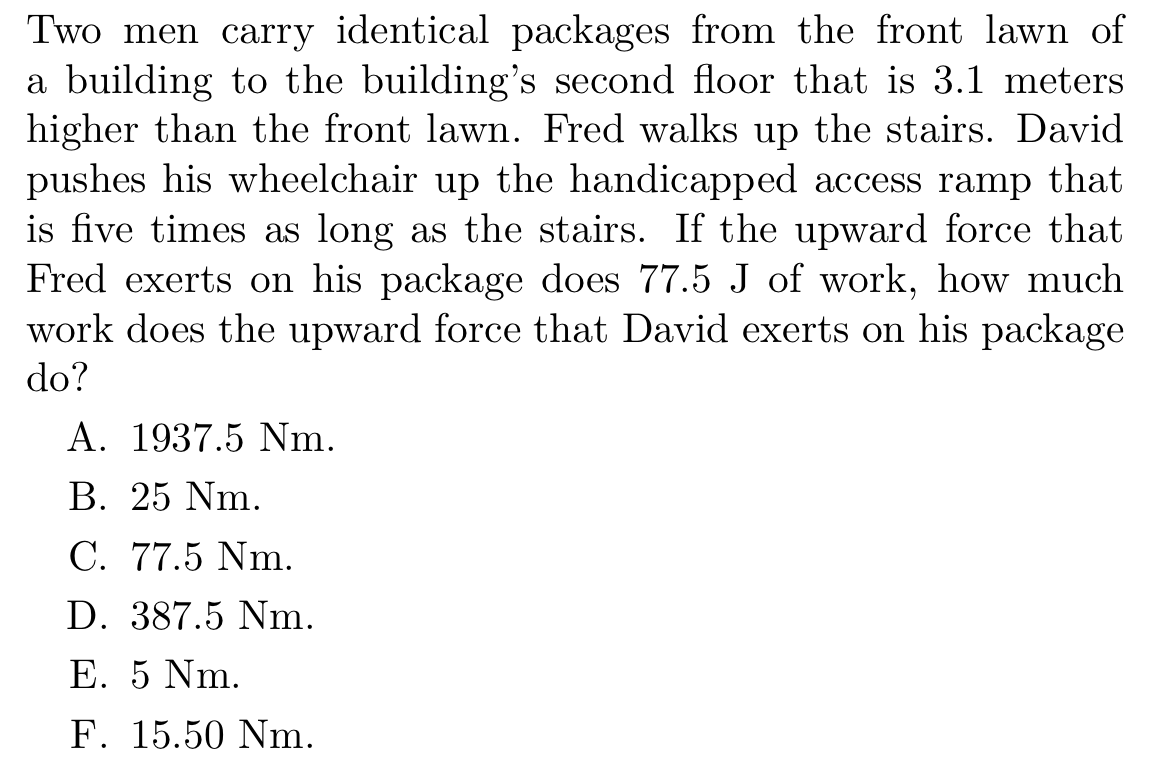 Two men carry identical packages from the front lawn of
a building to the building's second floor that is 3.1 meters
higher than the front lawn. Fred walks up the stairs. David
pushes his wheelchair up the handicapped access ramp that
is five times as long as the stairs. If the upward force that
Fred exerts on his package does 77.5 J of work, how much
work does the upward force that David exerts on his package
do?
A. 1937.5 Nm.
B. 25 Nm.
C. 77.5 Nm.
D. 387.5 Nm.
E. 5 Nm.
F. 15.50 Nm.